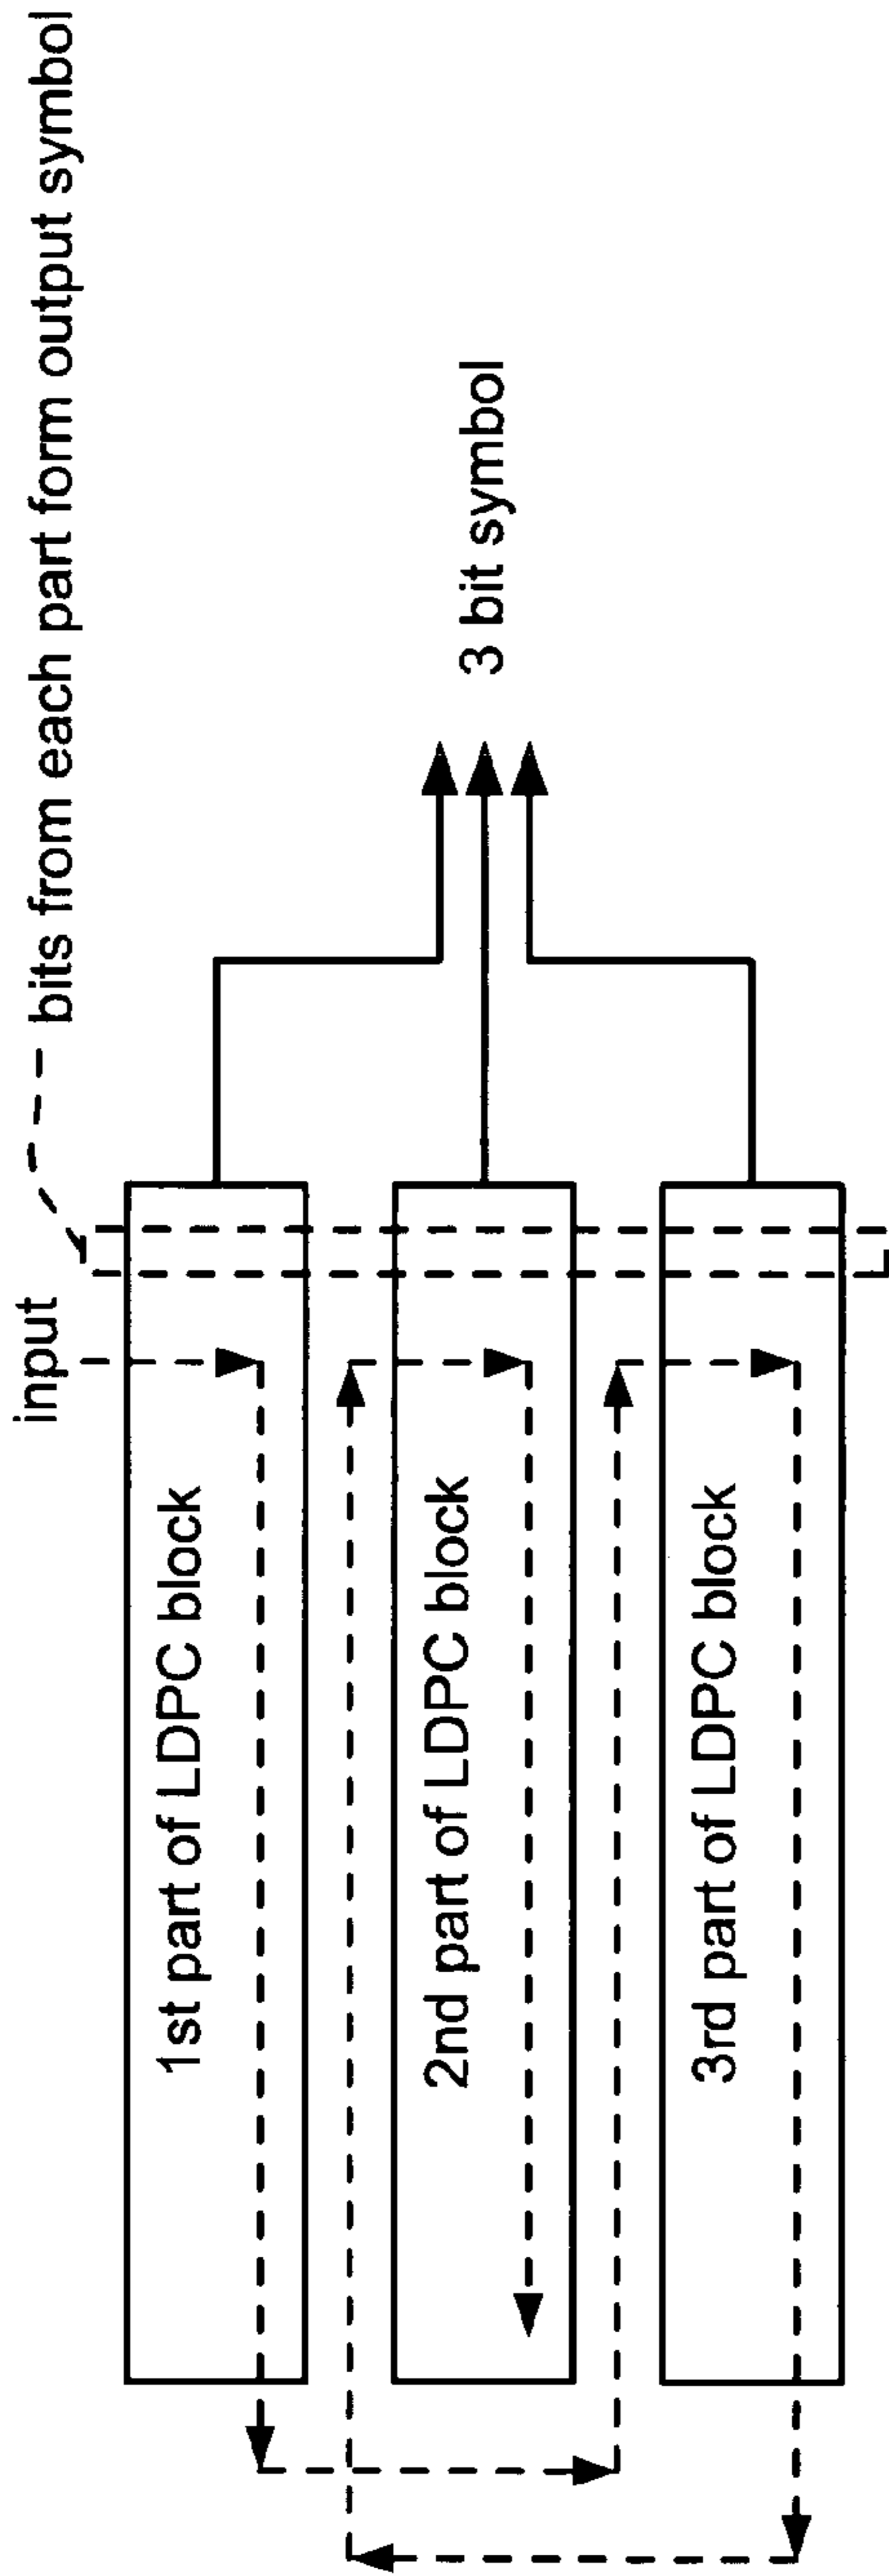 bits from each part form output symbol
input
1st part of LDPC block
2nd part of LDPC block
3rd part of LDPC block
3 bit symbol